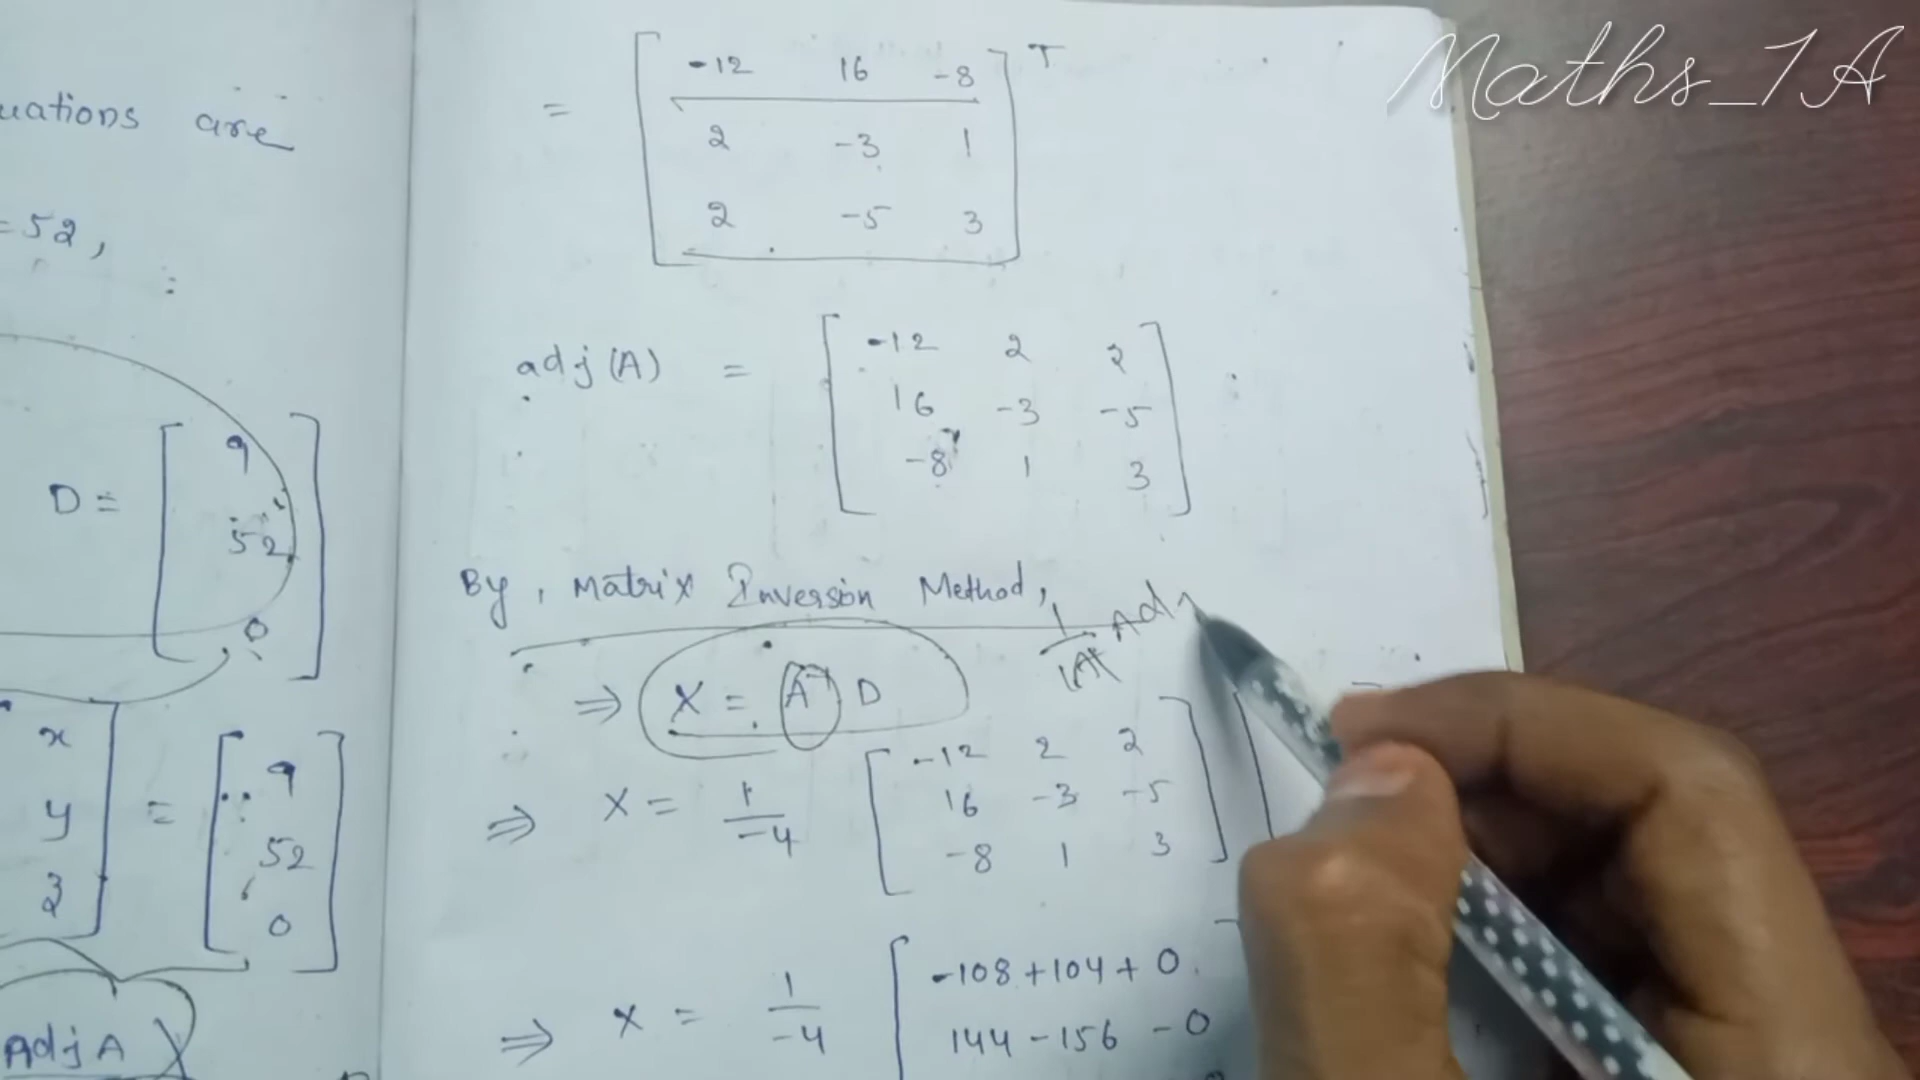 Maths_1A
uations are
=52,
D = [ 9
52
0 ]
x
y
z
=
[ 9
52
0 ]
Adj A
= [ -12 16 -8
2 -3 1
2 -5 3 ] T
adj (A) = [ -12 2 2
16 -3 -5
-8 1 3 ]
By, Matrix Inversion Method,
1/|A| Adj
⇒ X = A⁻¹ D
⇒ X = 1/-4 [ -12 2 2
16 -3 -5
-8 1 3 ]
⇒ X = 1/-4 [ -108 + 104 + 0
144 - 156 - 0